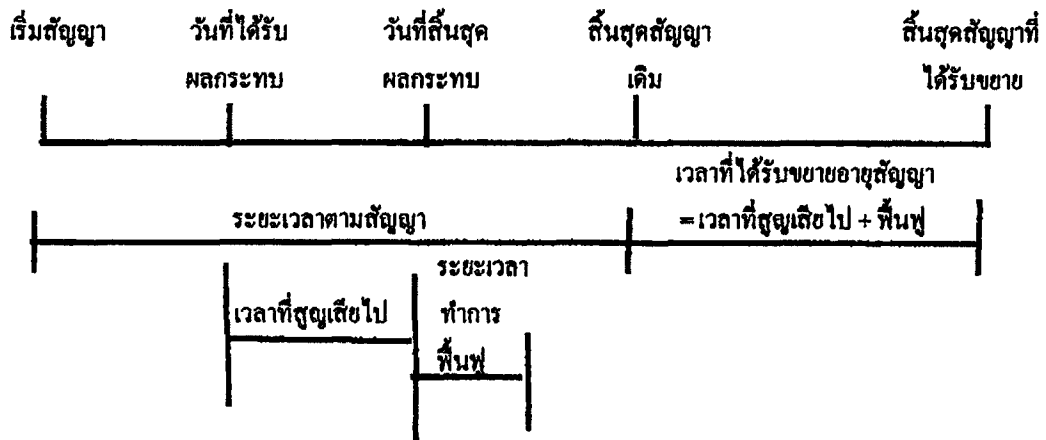 เริ่มสัญญา วันที่ได้รับ วันที่สิ้นสุด สิ้นสุดสัญญา สิ้นสุดสัญญาที่
ผลกระทบ ผลกระทบ เดิม ได้รับขยาย
เวลาที่ได้รับขยายอายุสัญญา
ระยะเวลาตามสัญญา =เวลาที่สูญเสียไป + ฟื้นฟู
ระยะเวลา
เวลาที่สูญเสียไป ทำการ
ฟื้นฟู